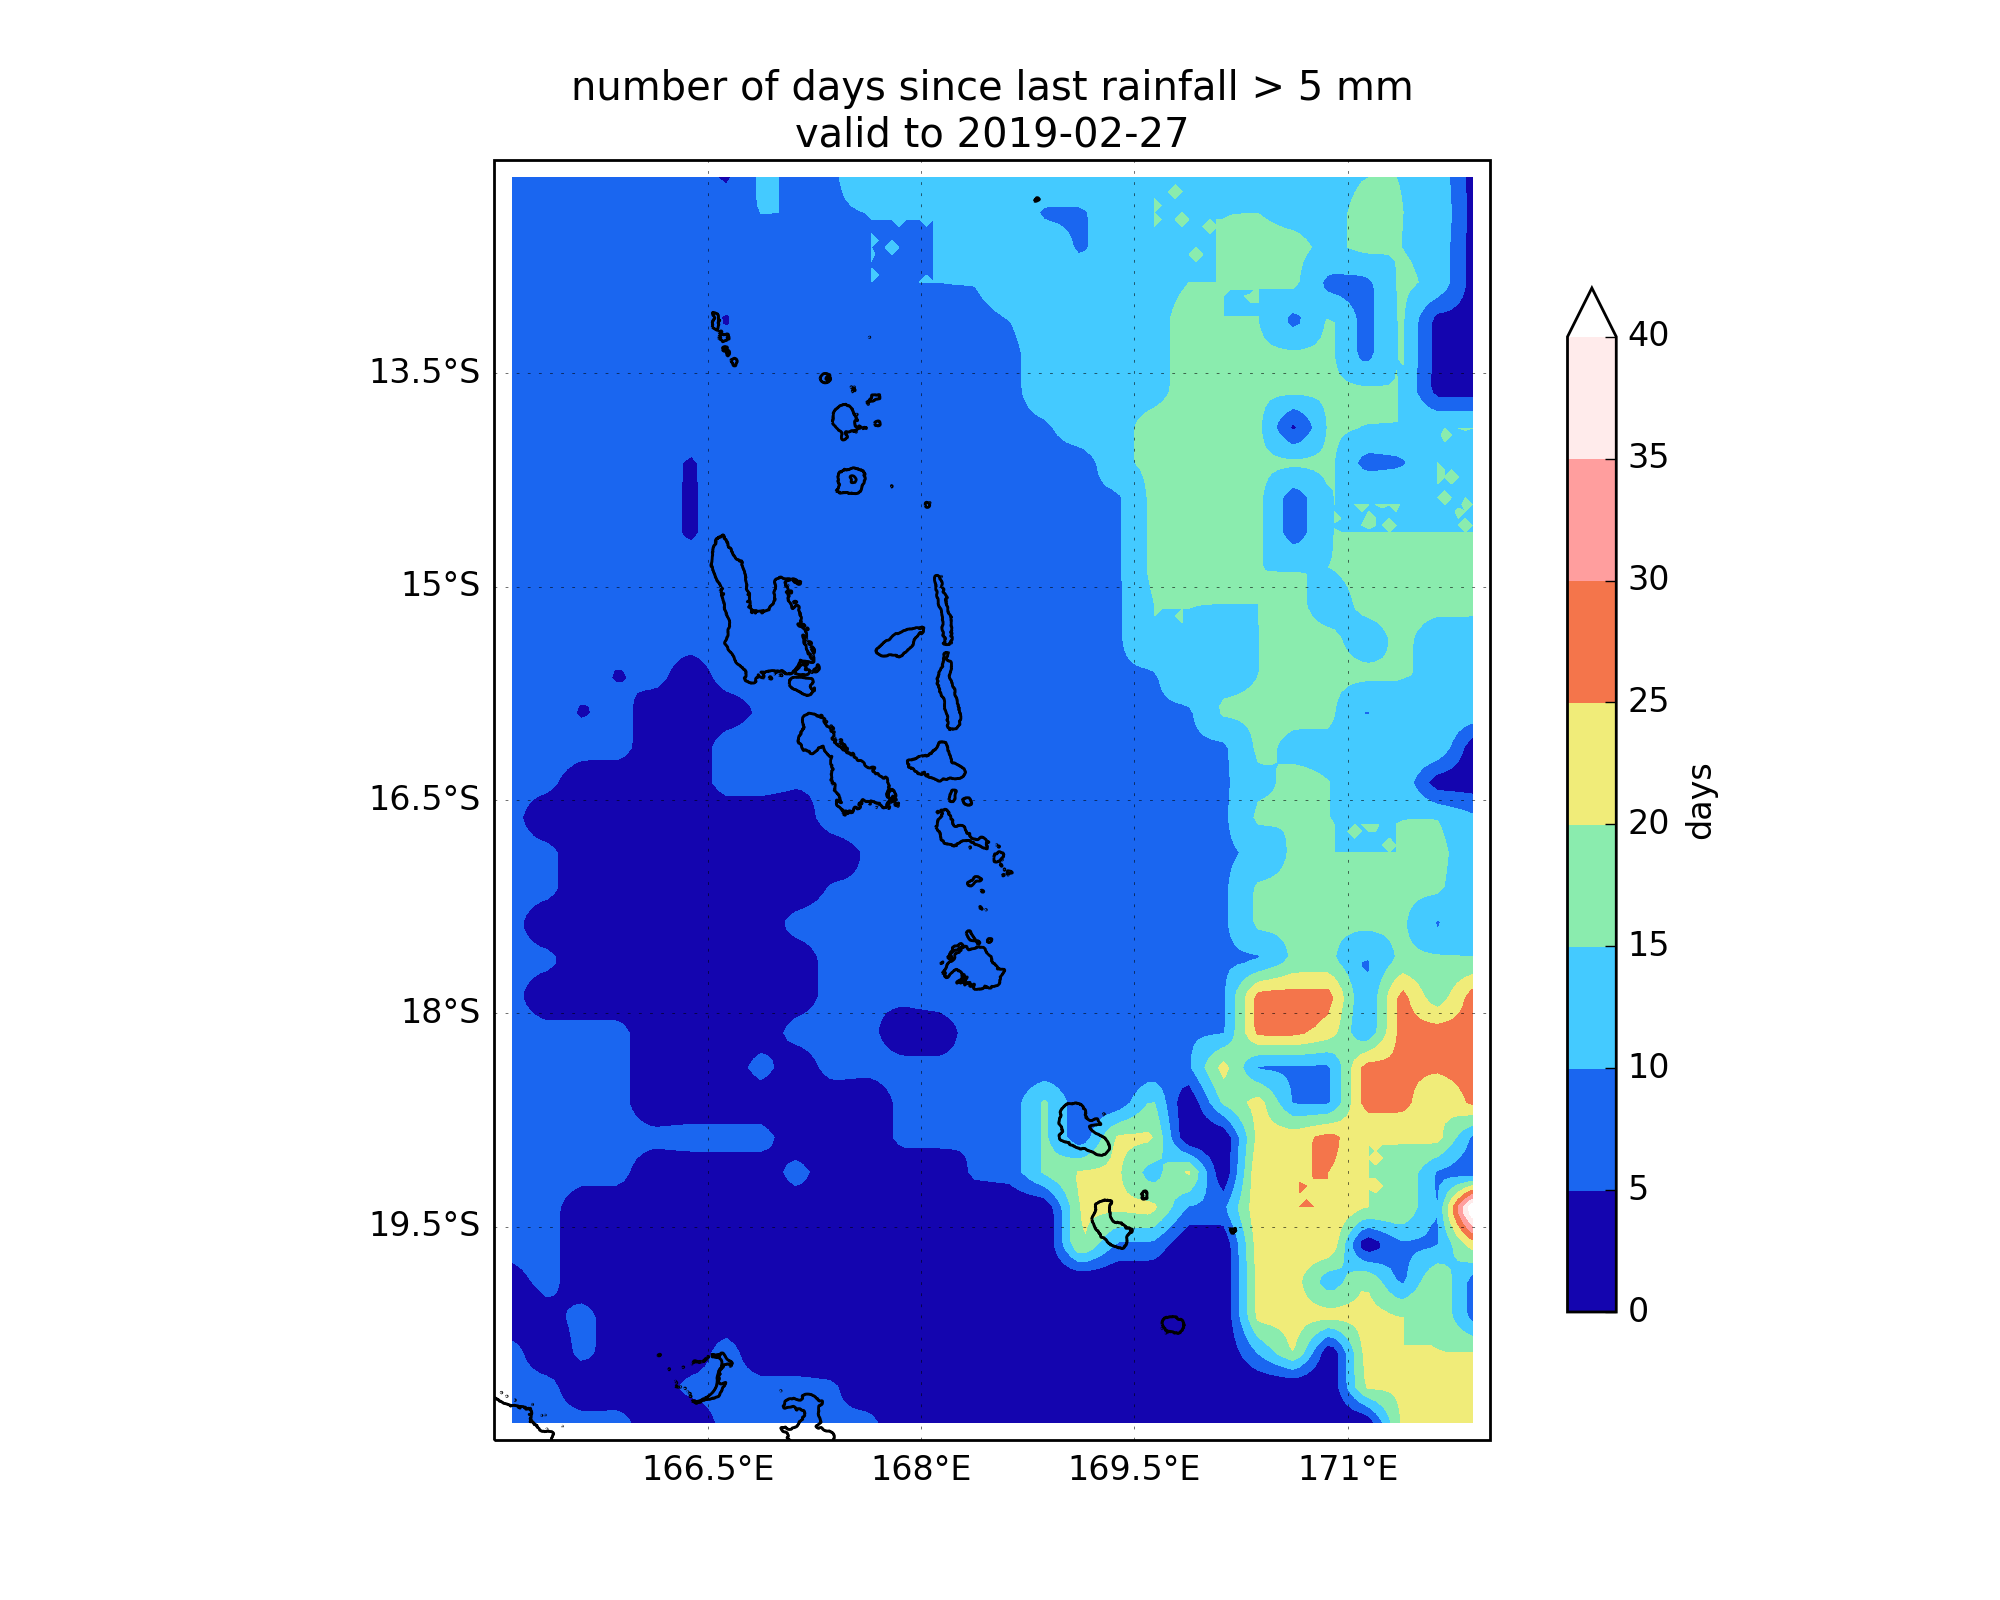 number of days since last rainfall > 5 mm
valid to 2019-02-27
13.5°S
15°S
16.5°S
18°S
19.5°S
166.5°E
168°E
169.5°E
171°E
40
35
30
25
20
15
10
5
0
days